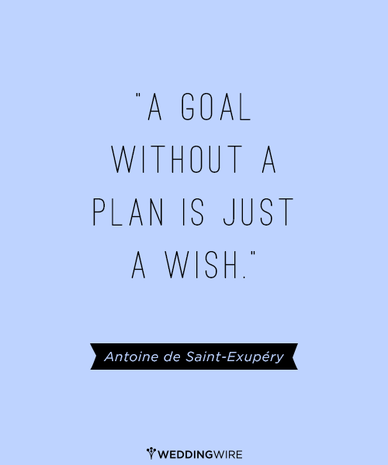 "A GOAL
WITHOUT A
PLAN IS JUST
A WISH."
Antoine de Saint-Exupéry
WEDDINGWIRE